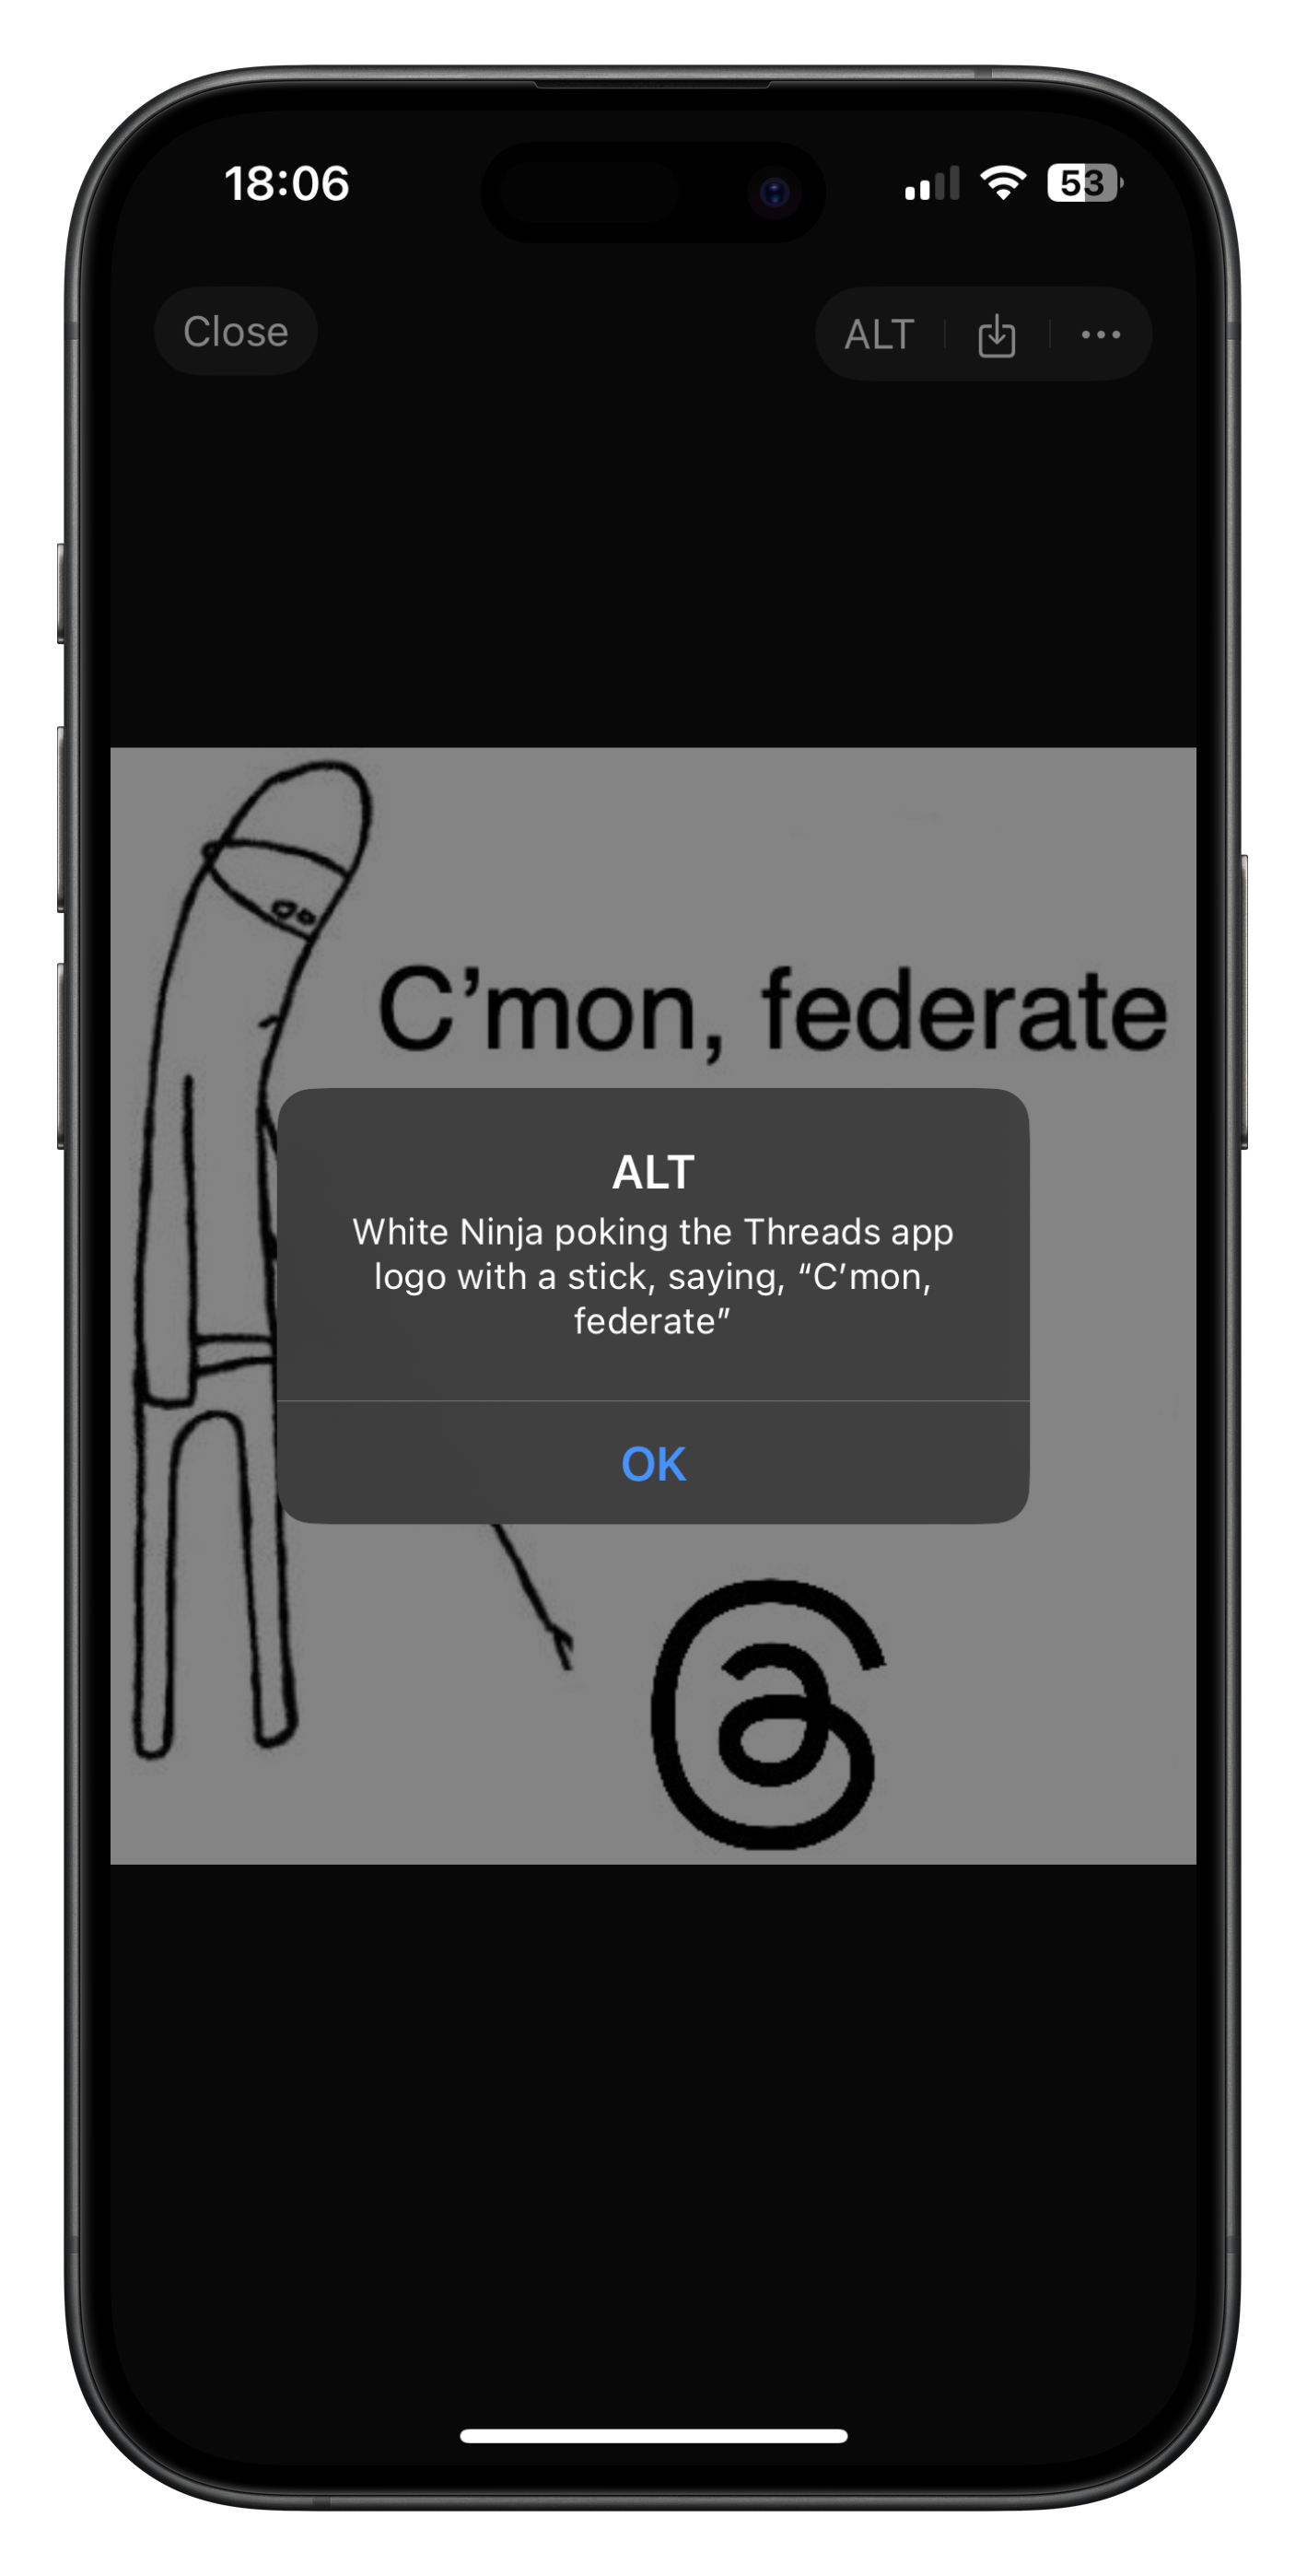 18:06
53
Close
ALT
C’mon, federate
ALT
White Ninja poking the Threads app
logo with a stick, saying, “C’mon,
federate”
OK